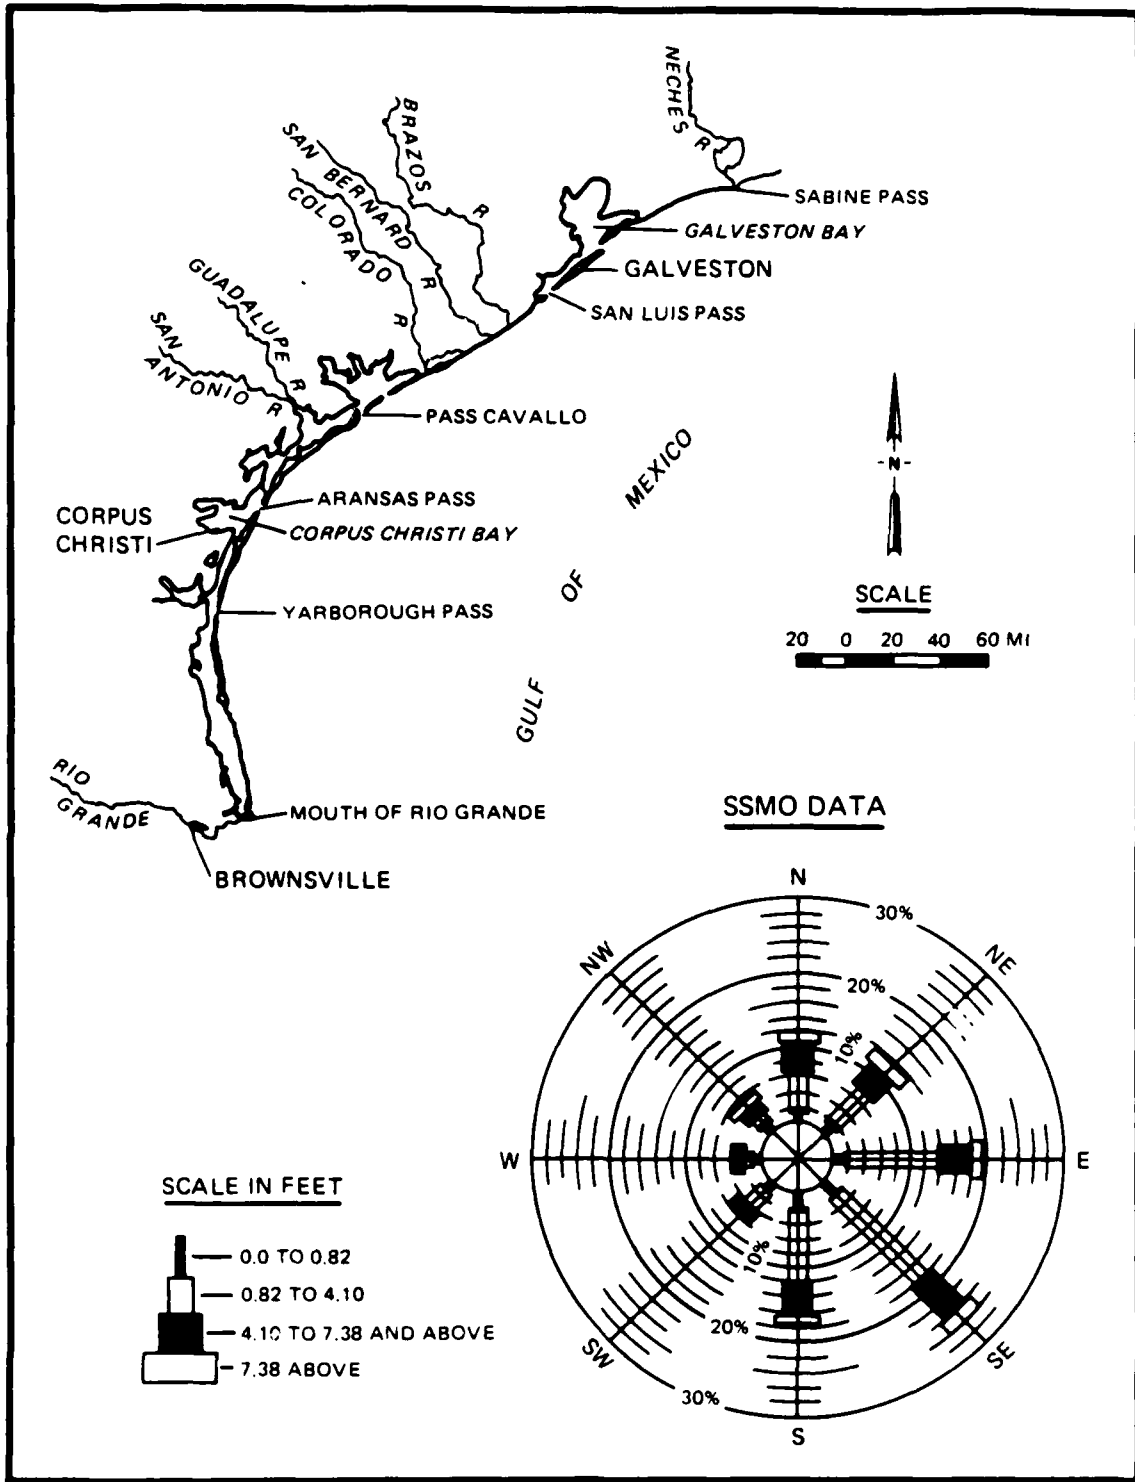 NECHES R
BRAZOS R
SAN BERNARD R
COLORADO R
GUADALUPE R
SAN ANTONIO R
SABINE PASS
GALVESTON BAY
GALVESTON
SAN LUIS PASS
PASS CAVALLO
ARANSAS PASS
CORPUS CHRISTI BAY
CORPUS
CHRISTI
YARBOROUGH PASS
GULF OF MEXICO
-N-
SCALE
20 0 20 40 60 MI
RIO
GRANDE
MOUTH OF RIO GRANDE
BROWNSVILLE
SSMO DATA
N
30%
NW
NE
20%
10%
W
E
10%
20%
SW
SE
30%
S
SCALE IN FEET
0.0 TO 0.82
0.82 TO 4.10
4.10 TO 7.38 AND ABOVE
7.38 ABOVE